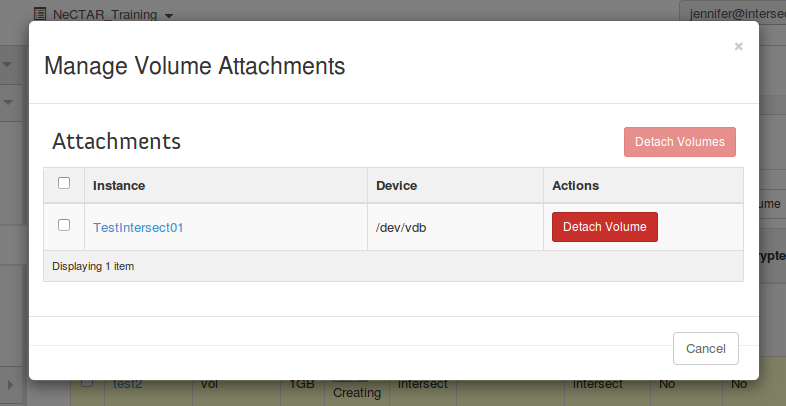 NeCTAR_Training
jennifer@interse
Manage Volume Attachments
×
Attachments
Detach Volumes
Instance Device Actions
TestIntersect01 /dev/vdb Detach Volume
Displaying 1 item
ume
rypte
Cancel
test2 vol 1GB Creating Intersect Intersect No No